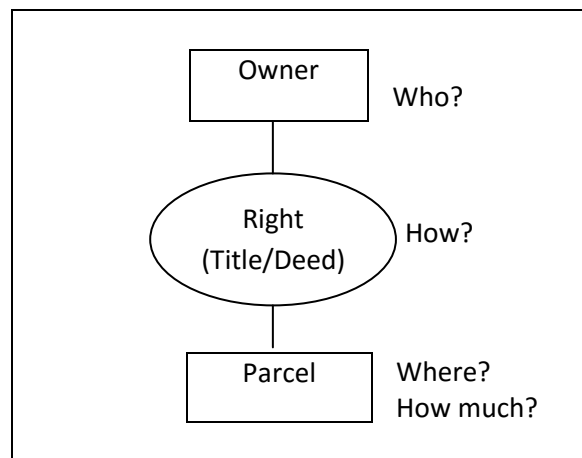 Owner
Who?
Right
(Title/Deed)
How?
Parcel
Where?
How much?